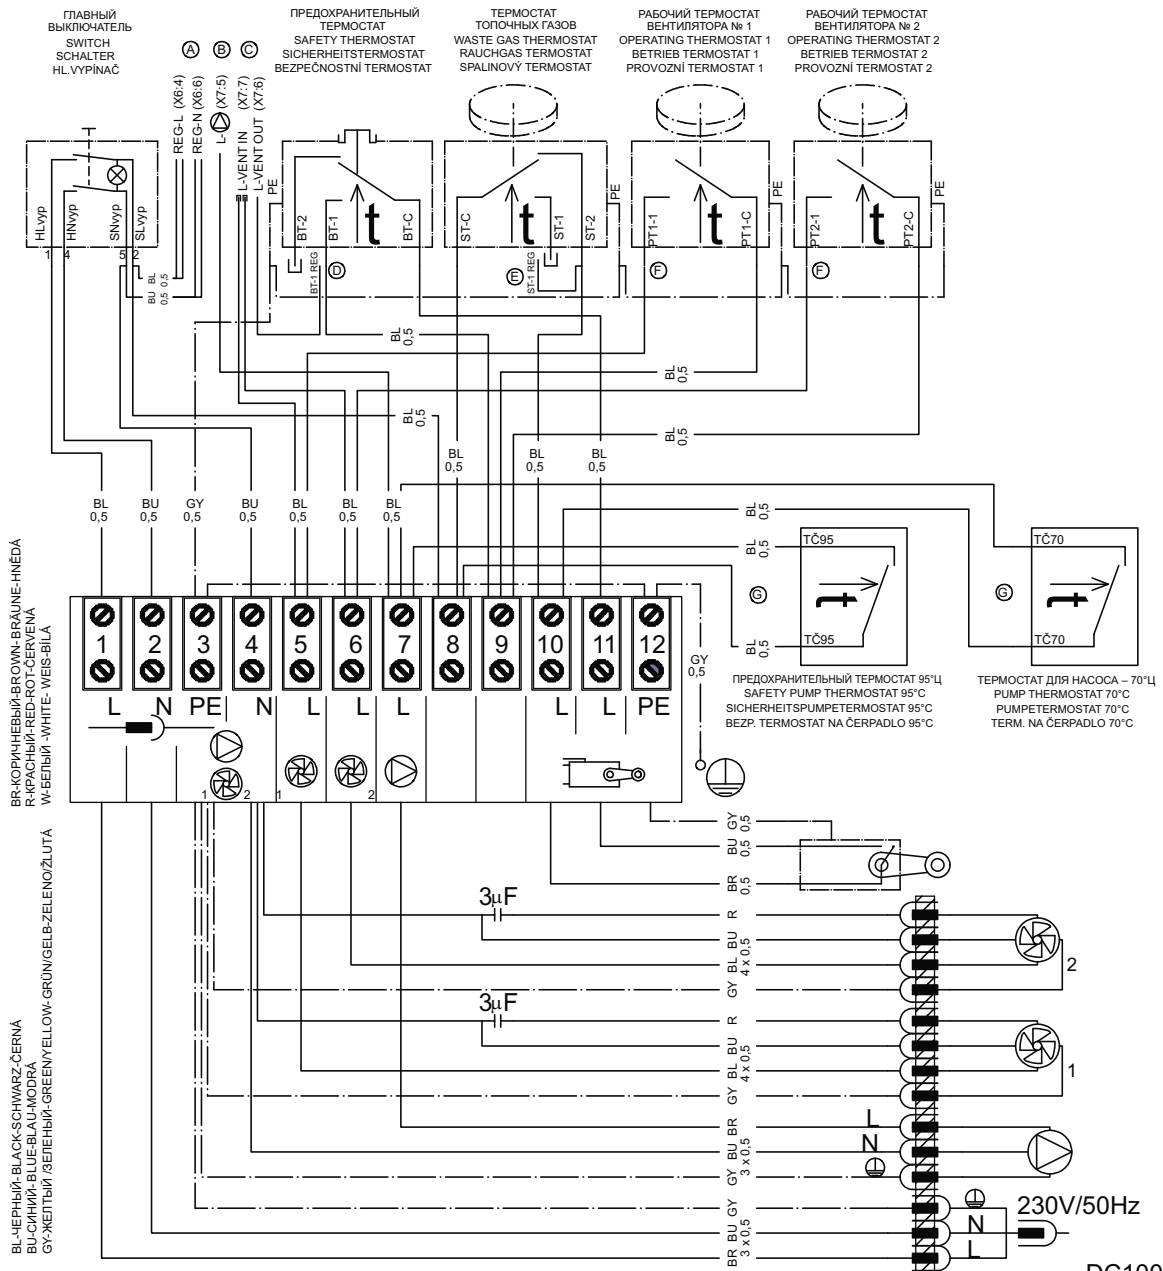 ГЛАВНЫЙ
ВЫКЛЮЧАТЕЛЬ
SWITCH
SCHALTER
HL.VYPÍNAČ
A B C
REG-L (X6:4)
REG-N (X6:6)
L- (X7:5)
L-VENT IN (X7:7)
L-VENT OUT (X7:6)
ПРЕДОХРАНИТЕЛЬНЫЙ
ТЕРМОСТАТ
SAFETY THERMOSTAT
SICHERHEITSTERMOSTAT
BEZPEČNOSTNÍ TERMOSTAT
ТЕРМОСТАТ
ТОПОЧНЫХ ГАЗОВ
WASTE GAS THERMOSTAT
RAUCHGAS TERMOSTAT
SPALINOVÝ TERMOSTAT
РАБОЧИЙ ТЕРМОСТАТ
ВЕНТИЛЯТОРА № 1
OPERATING THERMOSTAT 1
BETRIEB TERMOSTAT 1
PROVOZNÍ TERMOSTAT 1
РАБОЧИЙ ТЕРМОСТАТ
ВЕНТИЛЯТОРА № 2
OPERATING THERMOSTAT 2
BETRIEB TERMOSTAT 2
PROVOZNÍ TERMOSTAT 2
HLvyp
HNvyp
SNvyp
SLvyp
1 4 5 2
PE
BT-2
BT-1
t
BT-C
ST-C
t
ST-1
ST-2
PE
PT1-1
t
PT1-C
PE
PT2-1
t
PT2-C
PE
BL 0,5
BU 0,5
BT-1 REG
D
E
ST-1 REG
F
F
BL 0,5
BL 0,5
BL 0,5
BL 0,5
BL 0,5
BL 0,5
BL 0,5
BL 0,5
BU 0,5
GY 0,5
BU 0,5
BL 0,5
BL 0,5
BL 0,5
BL 0,5
BL 0,5
BL 0,5
G
G
TČ95
t
TČ95
TČ70
t
TČ70
ПРЕДОХРАНИТЕЛЬНЫЙ ТЕРМОСТАТ 95°Ц
SAFETY PUMP THERMOSTAT 95°C
SICHERHEITSPUMPETERMOSTAT 95°C
BEZP. TERMOSTAT NA ČERPADLO 95°C
ТЕРМОСТАТ ДЛЯ НАСОСА – 70°Ц
PUMP THERMOSTAT 70°C
PUMPETERMOSTAT 70°C
TERM. NA ČERPADLO 70°C
1 2 3 4 5 6 7 8 9 10 11 12
L N PE N L L L L L PE
GY 0,5
1 2 1 2
BR-КОРИЧНЕВЫЙ-BROWN-BRÄUNE-HNĚDÁ
R-КРАСНЫЙ-RED-ROT-ČERVENÁ
W-БЕЛЫЙ -WHITE- WEIS-BÍLÁ
BL-ЧЕРНЫЙ-BLACK-SCHWARZ-ČERNÁ
BU-СИНИЙ-BLUE-BLAU-MODRÁ
GY-ЖЕЛТЫЙ /ЗЕЛЕНЫЙ-GREEN/YELLOW-GRÜN/GELB-ZELENO/ŽLUTÁ
GY 0,5
BU 0,5
BR 0,5
3µF
R
BU
BL
4 x 0,5
GY
2
3µF
R
BU
BL
4 x 0,5
GY
1
BR
BU
3 x 0,5
GY
L
N
GY
BU
3 x 0,5
BR
N
L
230V/50Hz